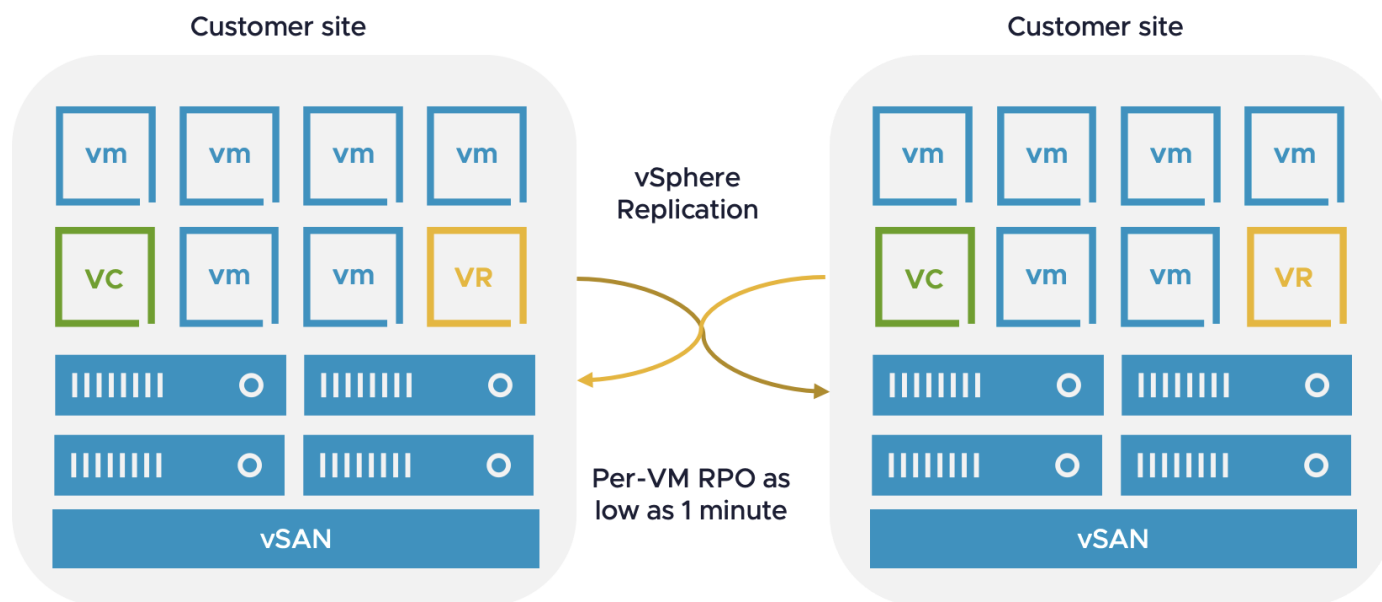 Customer site
Customer site
vm vm vm vm
vm vm vm vm
vSphere
Replication
VC vm vm VR
VC vm vm VR
Per-VM RPO as
low as 1 minute
vSAN
vSAN